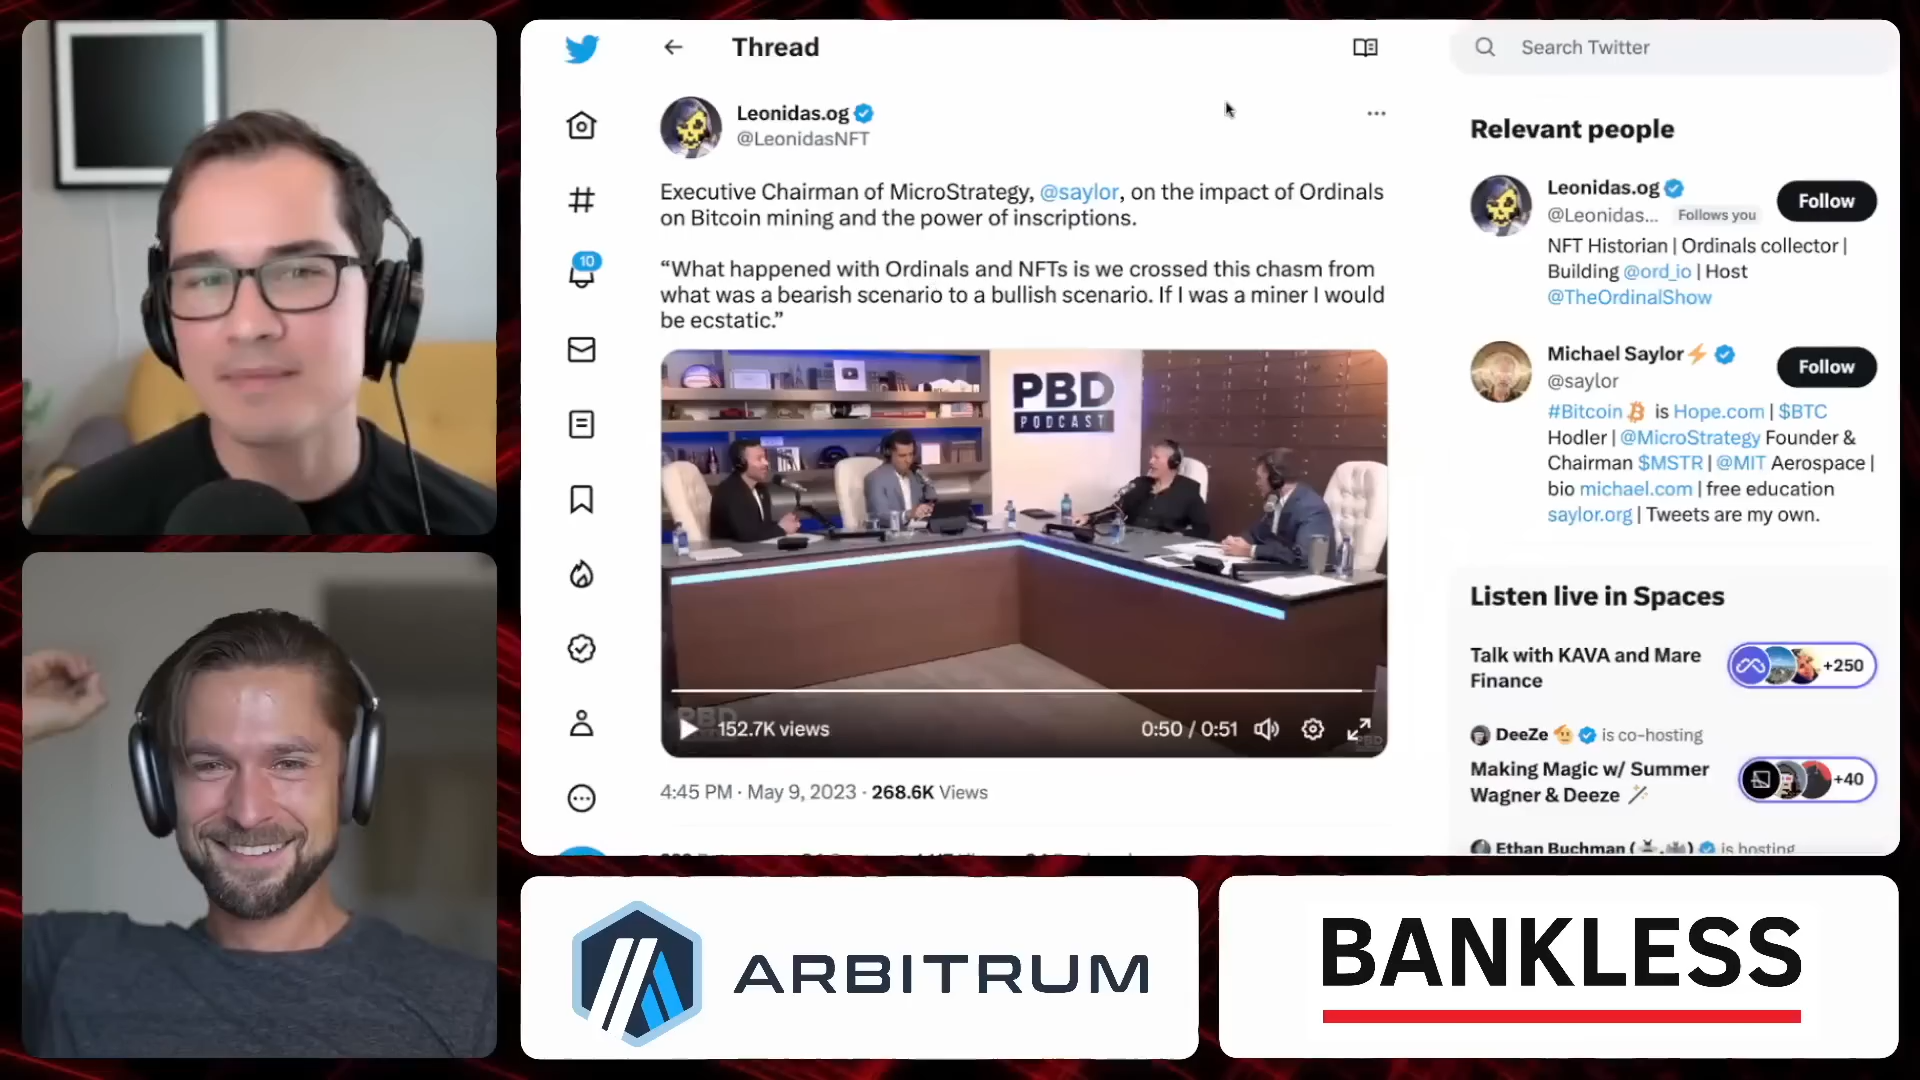 Thread
Search Twitter
Leonidas.og
@LeonidasNFT
Executive Chairman of MicroStrategy, @saylor, on the impact of Ordinals
on Bitcoin mining and the power of inscriptions.
“What happened with Ordinals and NFTs is we crossed this chasm from
what was a bearish scenario to a bullish scenario. If I was a miner I would
be ecstatic.”
10
PBD
PODCAST
152.7K views
0:50 / 0:51
4:45 PM · May 9, 2023 · 268.6K Views
Relevant people
Leonidas.og
@Leonidas... Follows you
Follow
NFT Historian | Ordinals collector |
Building @ord_io | Host
@TheOrdinalShow
Michael Saylor
@saylor
Follow
#Bitcoin is Hope.com | $BTC
Hodler | @MicroStrategy Founder &
Chairman $MSTR | @MIT Aerospace |
bio michael.com | free education
saylor.org | Tweets are my own.
Listen live in Spaces
Talk with KAVA and Mare
Finance
+250
DeeZe is co-hosting
Making Magic w/ Summer
Wagner & Deeze
+40
Ethan Buchman is hosting
ARBITRUM
BANKLESS